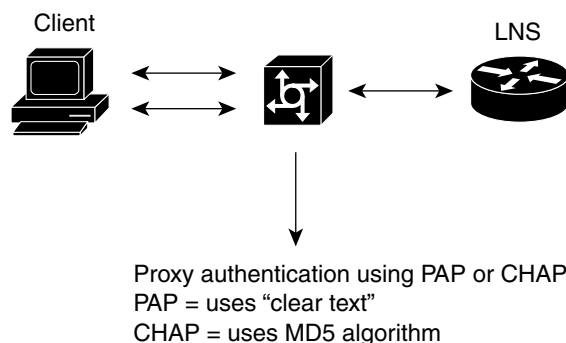 Client
LNS
Proxy authentication using PAP or CHAP
PAP = uses “clear text”
CHAP = uses MD5 algorithm